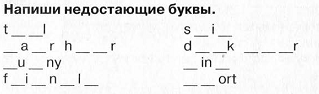 Напиши недостающие буквы.
t _ _ l s _ i _
_ a _ r h _ _ r d _ _ k _ _ _ r
_ u _ ny _ in _
f _ i _ n _ l _ _ _ ort